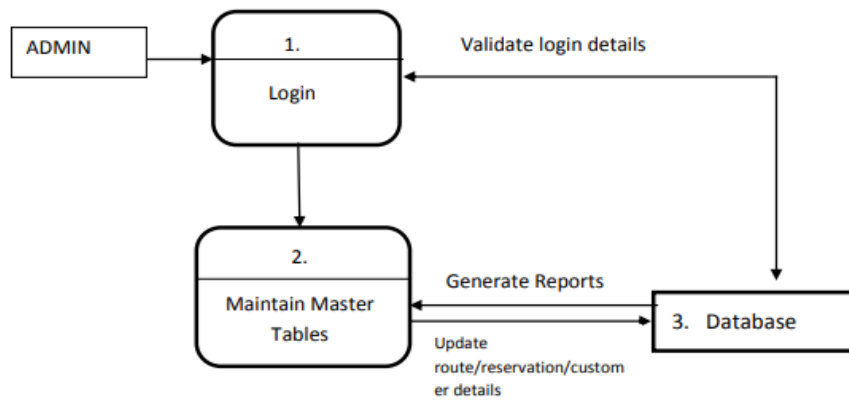 ADMIN
1.
Login
Validate login details
2.
Maintain Master
Tables
Generate Reports
Update
route/reservation/custom
er details
3. Database